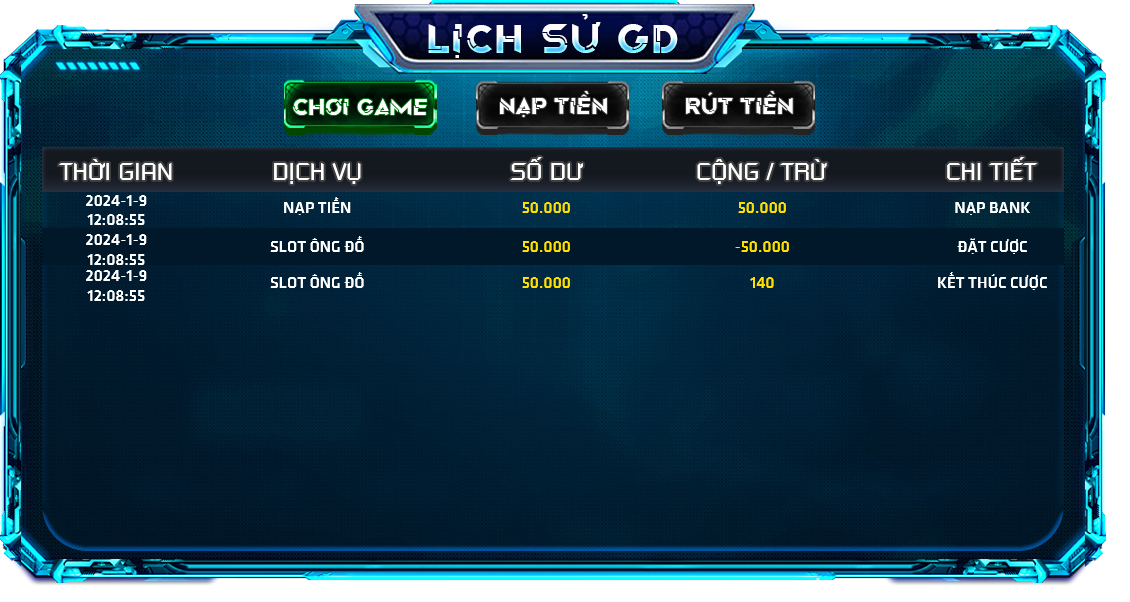 LỊCH SỬ GD
CHƠI GAME NẠP TIỀN RÚT TIỀN
THỜI GIAN DỊCH VỤ SỐ DƯ CỘNG / TRỪ CHI TIẾT
2024-1-9
12:08:55 NẠP TIỀN 50.000 50.000 NẠP BANK
2024-1-9
12:08:55 SLOT ÔNG ĐỒ 50.000 -50.000 ĐẶT CƯỢC
2024-1-9
12:08:55 SLOT ÔNG ĐỒ 50.000 140 KẾT THÚC CƯỢC